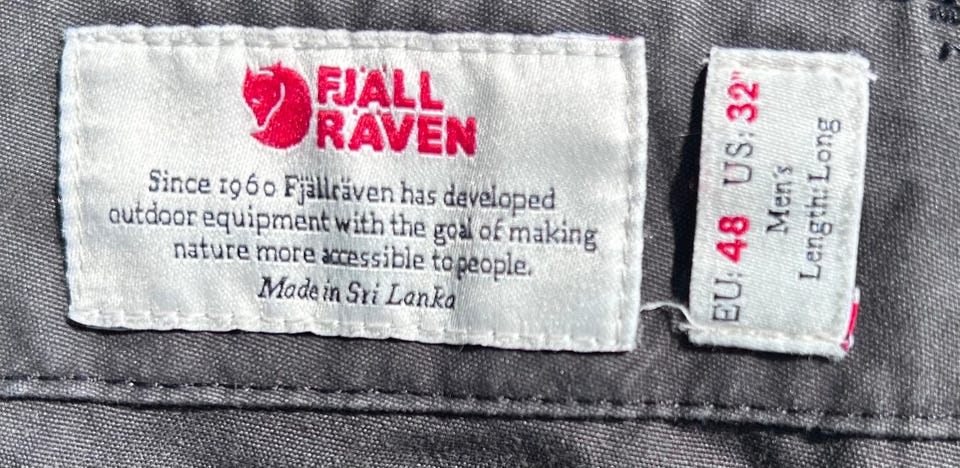 FJÄLL
RÄVEN
Since 1960 Fjällräven has developed
outdoor equipment with the goal of making
nature more accessible to people.
Made in Sri Lanka
EU: 48 US: 32"
Men's
Length: Long